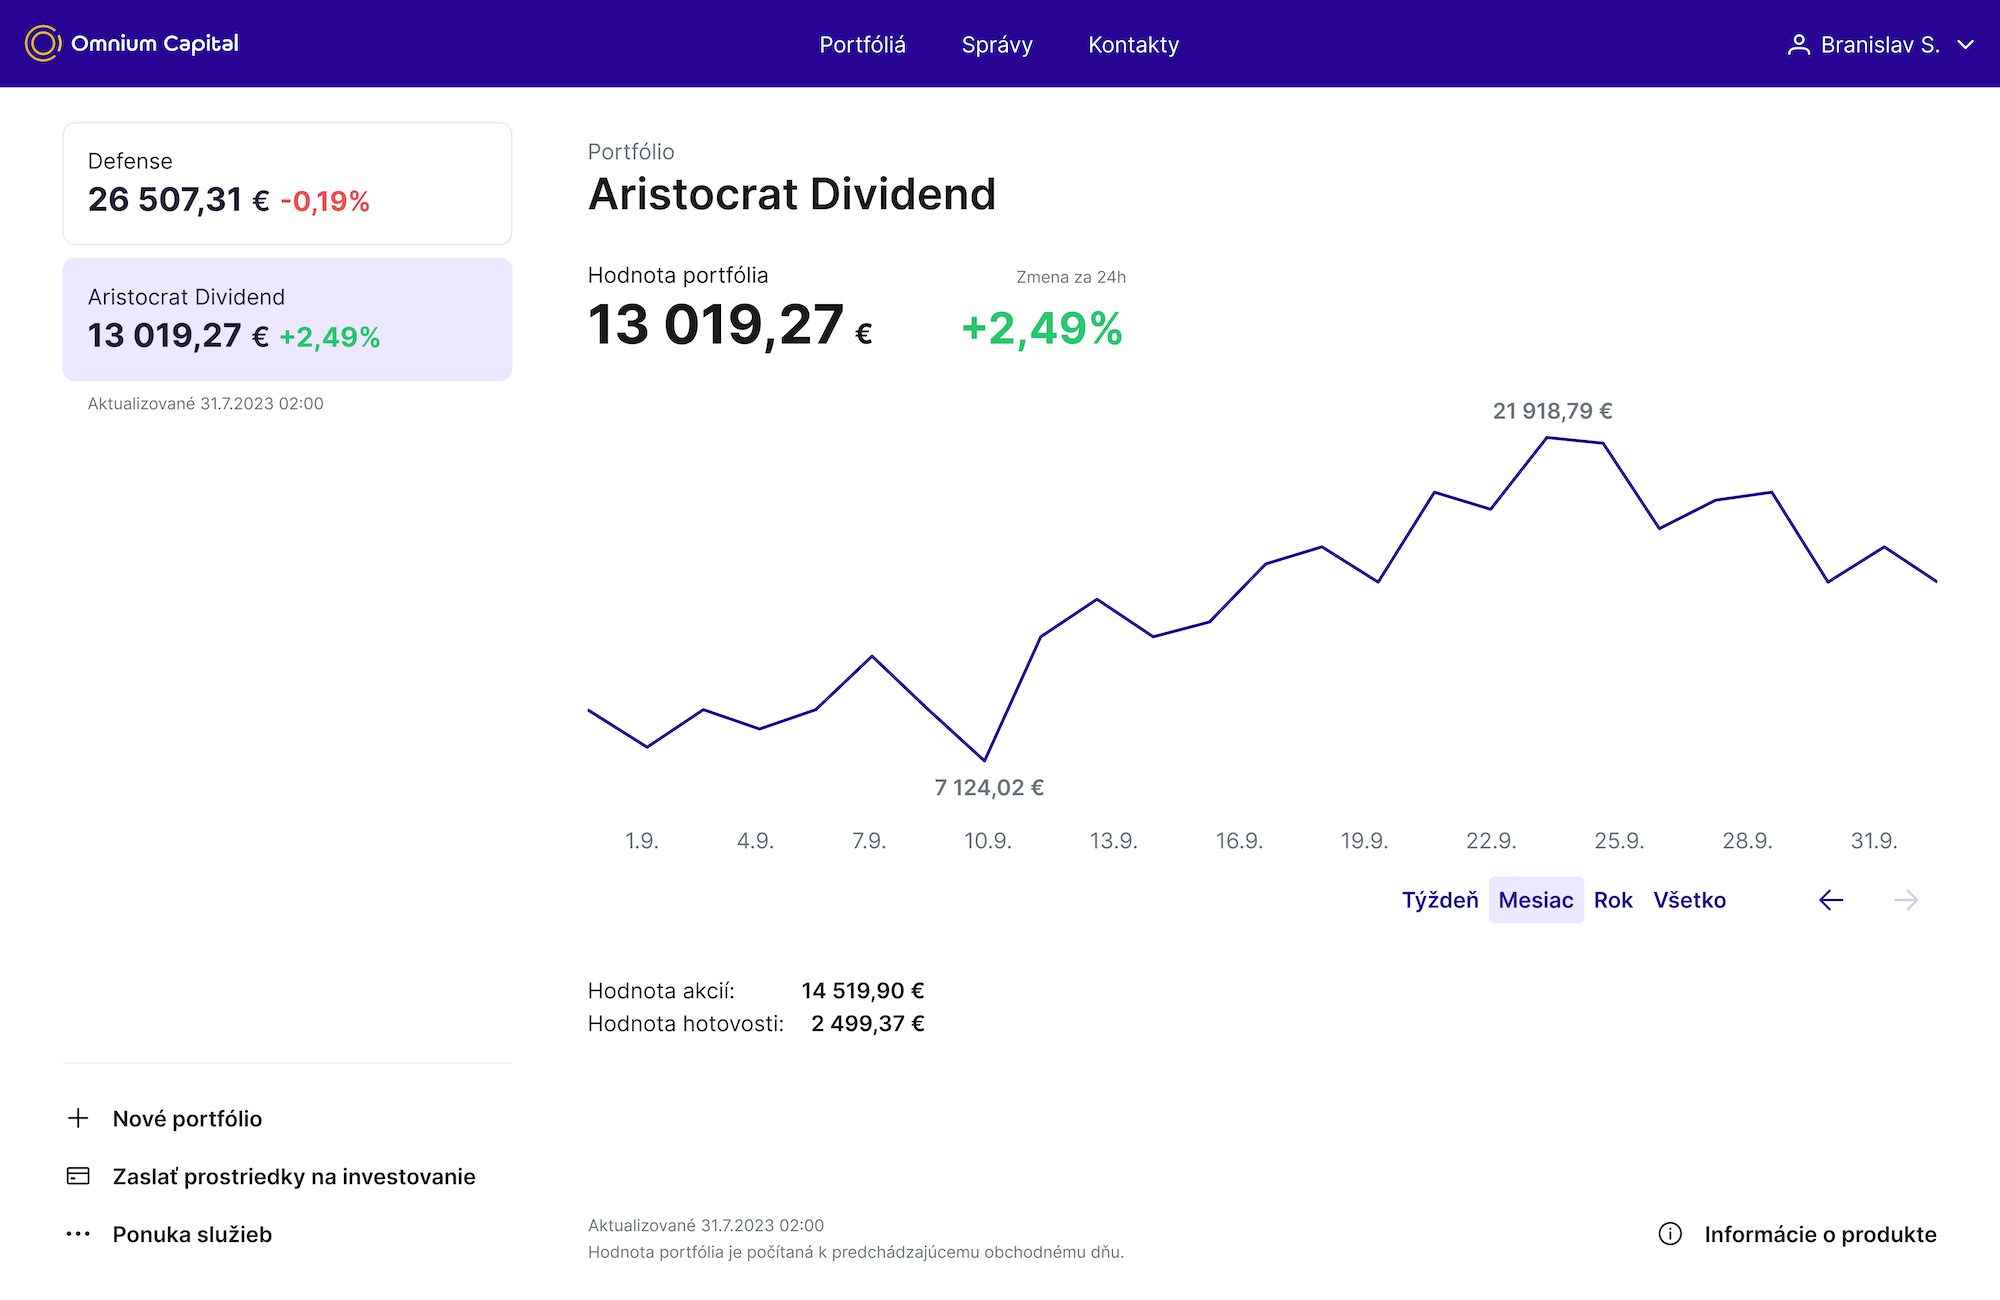 Omnium Capital
Portfóliá
Správy
Kontakty
Branislav S.
Defense
26 507,31 € -0,19%
Aristocrat Dividend
13 019,27 € +2,49%
Aktualizované 31.7.2023 02:00
Portfólio
Aristocrat Dividend
Hodnota portfólia
13 019,27 €
Zmena za 24h
+2,49%
21 918,79 €
7 124,02 €
1.9. 4.9. 7.9. 10.9. 13.9. 16.9. 19.9. 22.9. 25.9. 28.9. 31.9.
Týždeň Mesiac Rok Všetko
Hodnota akcií: 14 519,90 €
Hodnota hotovosti: 2 499,37 €
Nové portfólio
Zaslať prostriedky na investovanie
Ponuka služieb
Aktualizované 31.7.2023 02:00
Hodnota portfólia je počítaná k predchádzajúcemu obchodnému dňu.
Informácie o produkte